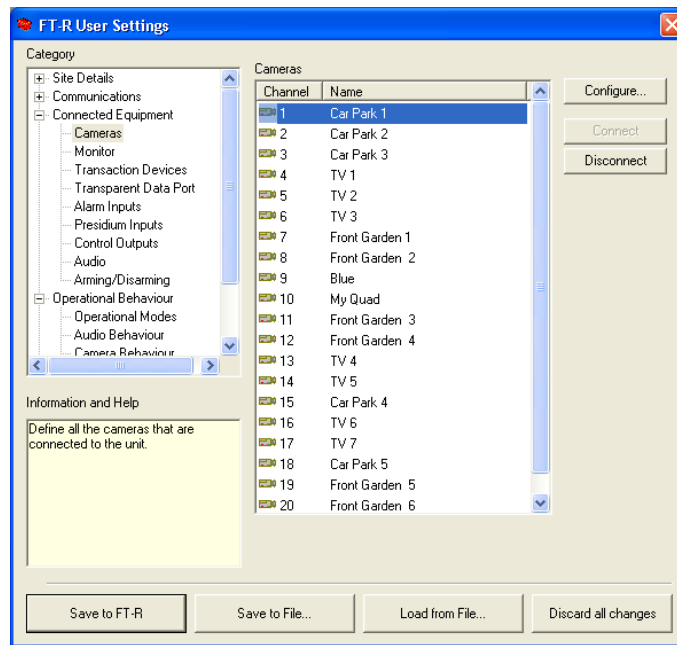 FT-R User Settings
Category
Site Details
Communications
Connected Equipment
Cameras
Monitor
Transaction Devices
Transparent Data Port
Alarm Inputs
Presidium Inputs
Control Outputs
Audio
Arming/Disarming
Operational Behaviour
Operational Modes
Audio Behaviour
Camera Behaviour
Information and Help
Define all the cameras that are
connected to the unit.
Cameras
Channel Name
1 Car Park 1
2 Car Park 2
3 Car Park 3
4 TV 1
5 TV 2
6 TV 3
7 Front Garden 1
8 Front Garden 2
9 Blue
10 My Quad
11 Front Garden 3
12 Front Garden 4
13 TV 4
14 TV 5
15 Car Park 4
16 TV 6
17 TV 7
18 Car Park 5
19 Front Garden 5
20 Front Garden 6
Configure...
Connect
Disconnect
Save to FT-R
Save to File...
Load from File...
Discard all changes